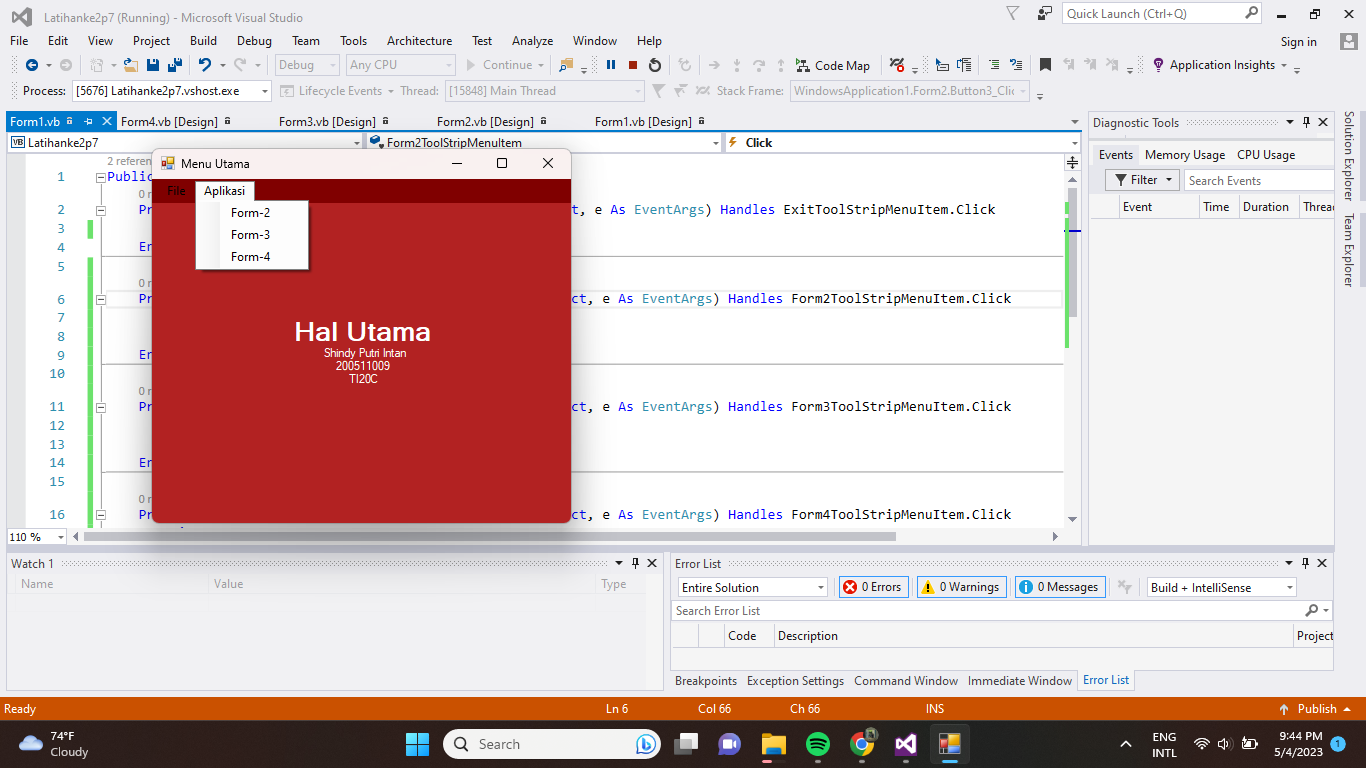 Latihanke2p7 (Running) - Microsoft Visual Studio
Quick Launch (Ctrl+Q)
File Edit View Project Build Debug Team Tools Architecture Test Analyze Window Help
Sign in
Debug Any CPU Continue Code Map Application Insights
Process: [5676] Latihanke2p7.vshost.exe Lifecycle Events Thread: [15848] Main Thread Stack Frame: WindowsApplication1.Form2.Button3_Clic
Form1.vb Form4.vb [Design] Form3.vb [Design] Form2.vb [Design] Form1.vb [Design]
VB Latihanke2p7 Form2ToolStripMenuItem Click
2 referen
1 Public
0 r
2 Pr ct, e As EventArgs) Handles ExitToolStripMenuItem.Click
3
4 En
5
0 r
6 Pr ct, e As EventArgs) Handles Form2ToolStripMenuItem.Click
7
8
9 En
10
0 r
11 Pr ct, e As EventArgs) Handles Form3ToolStripMenuItem.Click
12
13
14 En
15
0 r
16 Pr ct, e As EventArgs) Handles Form4ToolStripMenuItem.Click
110 %
Menu Utama
File Aplikasi
Form-2
Form-3
Form-4
Hal Utama
Shindy Putri Intan
200511009
TI20C
Diagnostic Tools
Events Memory Usage CPU Usage
Filter Search Events
Event Time Duration Thread
Solution Explorer
Team Explorer
Watch 1
Name Value Type
Error List
Entire Solution 0 Errors 0 Warnings 0 Messages Build + IntelliSense
Search Error List
Code Description Project
Breakpoints Exception Settings Command Window Immediate Window Error List
Ready Ln 6 Col 66 Ch 66 INS Publish
74°F
Cloudy
Search
ENG
INTL
9:44 PM
5/4/2023
1